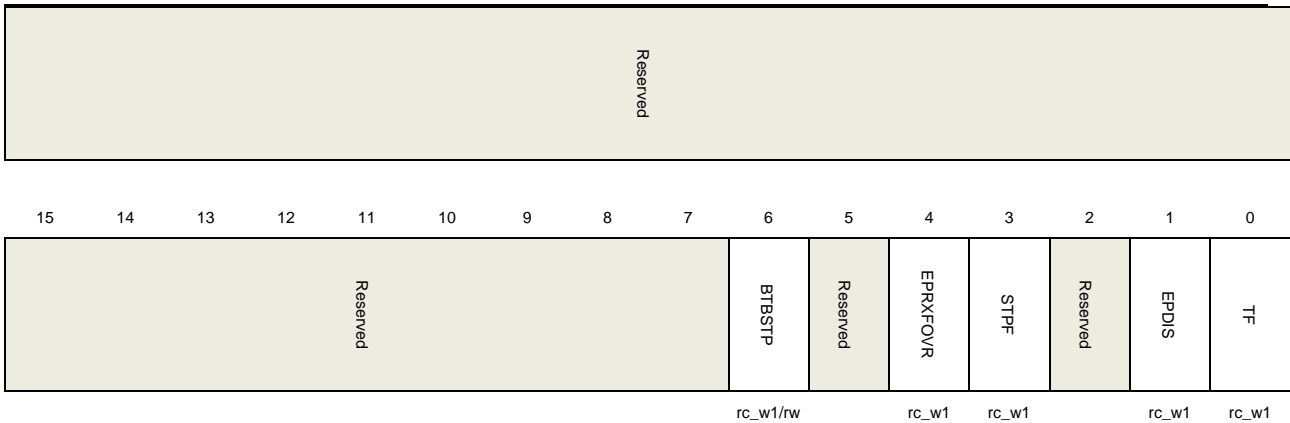 Reserved
15 14 13 12 11 10 9 8 7 6 5 4 3 2 1 0
Reserved BTBSTP Reserved EPRXFOVR STPF Reserved EPDIS TF
rc_w1/rw rc_w1 rc_w1 rc_w1 rc_w1